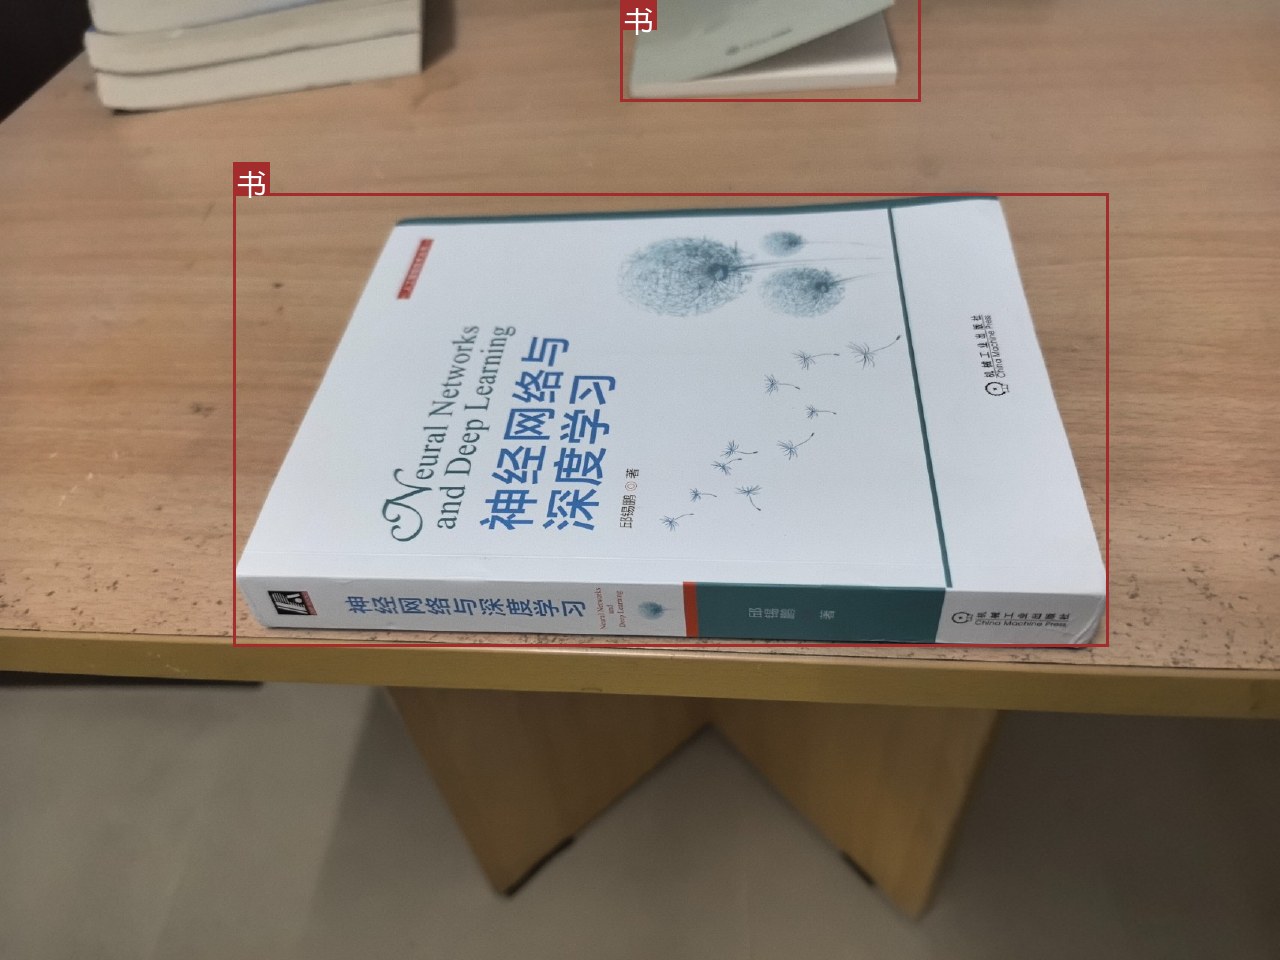 书
书
Neural Networks
and Deep Learning
神经网络与
深度学习
邱锡鹏 ◎ 著
机械工业出版社
China Machine Press
神经网络与深度学习
Neural Networks
and
Deep Learning
邱锡鹏 著
机械工业出版社
China Machine Press